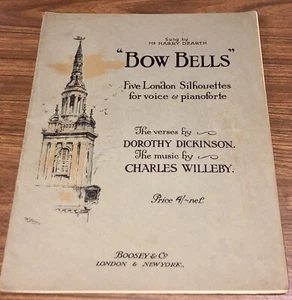 Sung by
Mr HARRY DEARTH
"BOW BELLS"
Five London Silhouettes
for voice & pianoforte
The verses by
DOROTHY DICKINSON.
The music by
CHARLES WILLEBY.
Price 4/- net.
BOOSEY & Co
LONDON & NEW YORK.